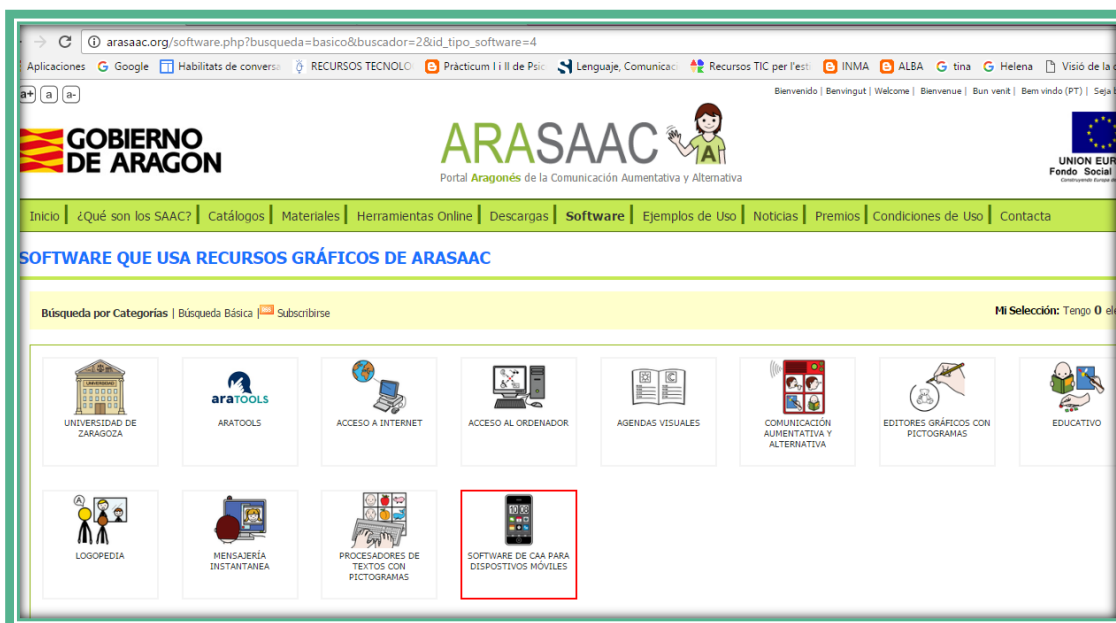 arasaac.org/software.php?busqueda=basico&buscador=2&id_tipo_software=4
Aplicaciones Google Habilitats de conversa RECURSOS TECNOLO Pràcticum I i II de Psic Lenguaje, Comunicaci Recursos TIC per l'est INMA ALBA tina Helena Visió de la
a+ a a-
Bienvenido | Benvingut | Welcome | Bienvenue | Bun venit | Bem vindo (PT) | Seja
GOBIERNO
DE ARAGON
ARASAAC
A
Portal Aragonés de la Comunicación Aumentativa y Alternativa
UNION EUR
Fondo Social
Inicio | ¿Qué son los SAAC? | Catálogos | Materiales | Herramientas Online | Descargas | Software | Ejemplos de Uso | Noticias | Premios | Condiciones de Uso | Contacta
SOFTWARE QUE USA RECURSOS GRÁFICOS DE ARASAAC
Búsqueda por Categorías | Búsqueda Básica | Subscribirse
Mi Selección: Tengo 0 ele
araTOOLS
UNIVERSIDAD DE
ZARAGOZA
ARATOOLS
ACCESO A INTERNET
ACCESO AL ORDENADOR
AGENDAS VISUALES
COMUNICACIÓN
AUMENTATIVA Y
ALTERNATIVA
EDITORES GRÁFICOS CON
PICTOGRAMAS
EDUCATIVO
LOGOPEDIA
MENSAJERÍA
INSTANTANEA
PROCESADORES DE
TEXTOS CON
PICTOGRAMAS
SOFTWARE DE CAA PARA
DISPOSTIVOS MÓVILES